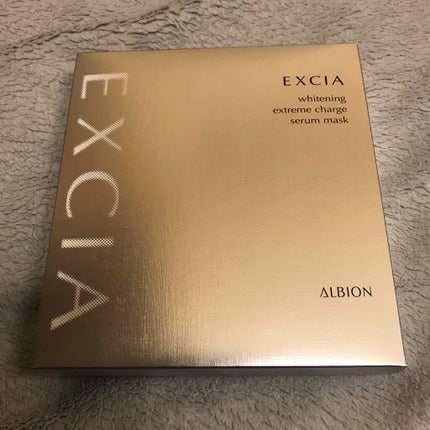 EXCIA
EXCIA
whitening
extreme charge
serum mask
ALBION